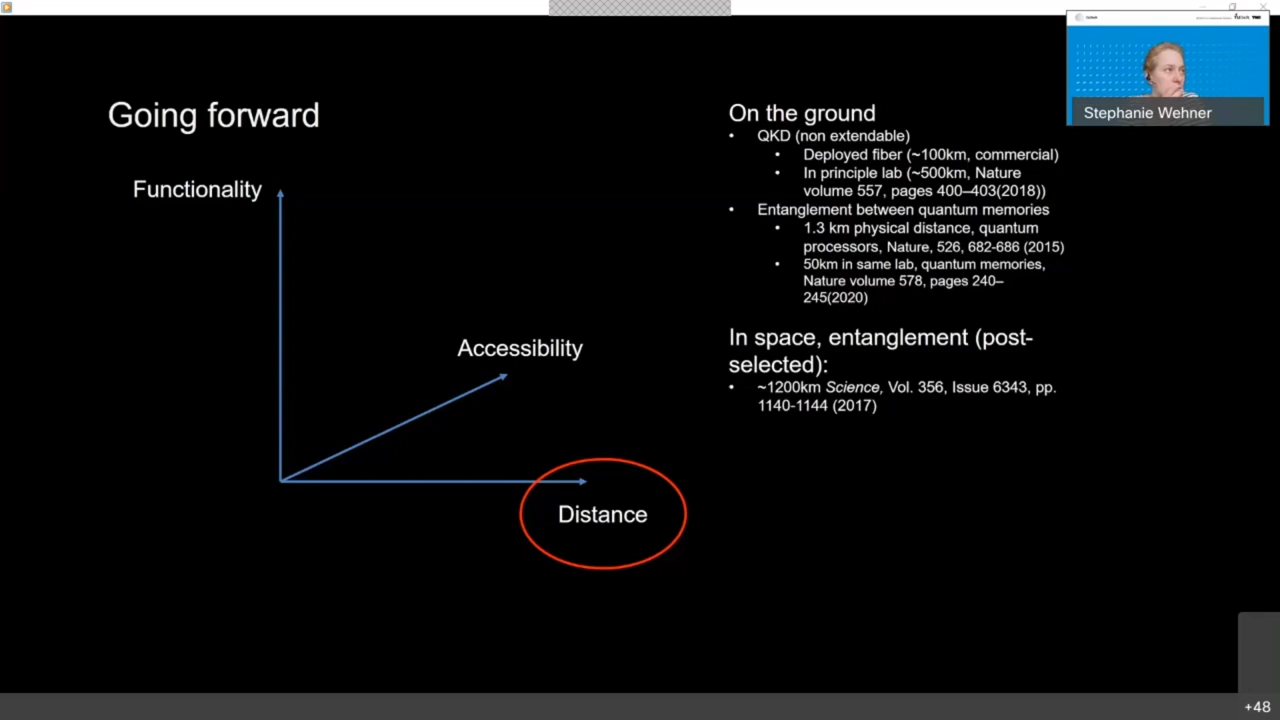 Going forward
Functionality
Accessibility
Distance
On the ground
• QKD (non extendable)
• Deployed fiber (~100km, commercial)
• In principle lab (~500km, Nature
volume 557, pages 400–403(2018))
• Entanglement between quantum memories
• 1.3 km physical distance, quantum
processors, Nature, 526, 682-686 (2015)
• 50km in same lab, quantum memories,
Nature volume 578, pages 240–
245(2020)
In space, entanglement (post-
selected):
• ~1200km Science, Vol. 356, Issue 6343, pp.
1140-1144 (2017)
Stephanie Wehner
+48